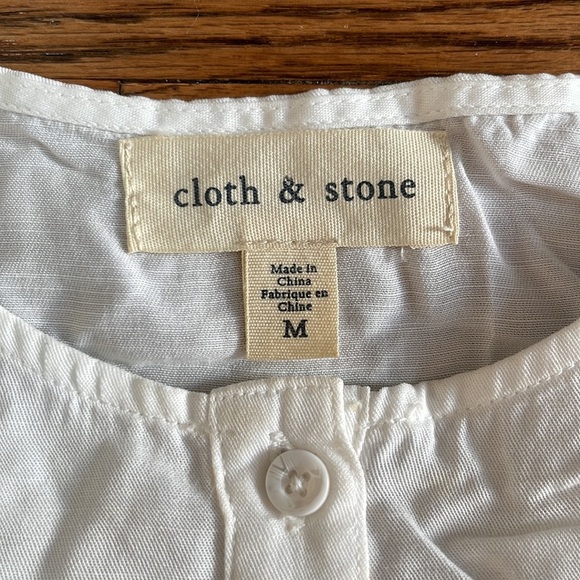 cloth & stone
Made in
China
Fabrique en
Chine
M